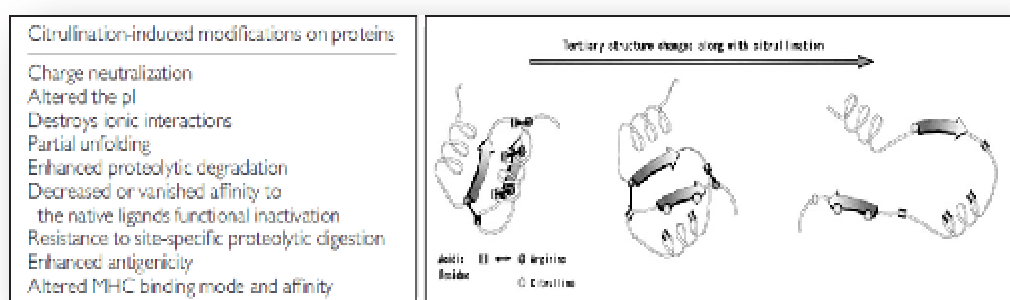 Citrullination-induced modifications on proteins
Charge neutralization
Altered the pI
Destroys ionic interactions
Partial unfolding
Enhanced proteolytic degradation
Decreased or vanished affinity to
the native ligands functional inactivation
Resistance to site-specific proteolytic digestion
Enhanced antigenicity
Altered MHC binding mode and affinity
Tertiary structure changes along with citrullination
Acidic
Residue
Arginine
Citrulline